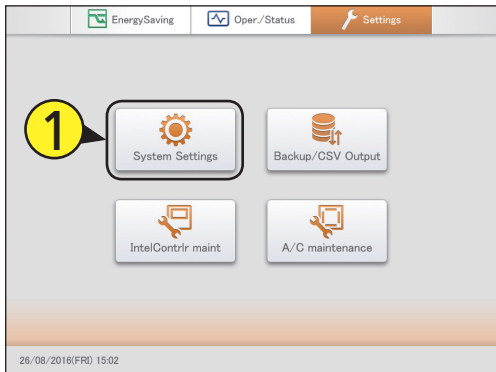 EnergySaving
Oper./Status
Settings
1
System Settings
Backup/CSV Output
IntelContrlr maint
A/C maintenance
26/08/2016(FRI) 15:02